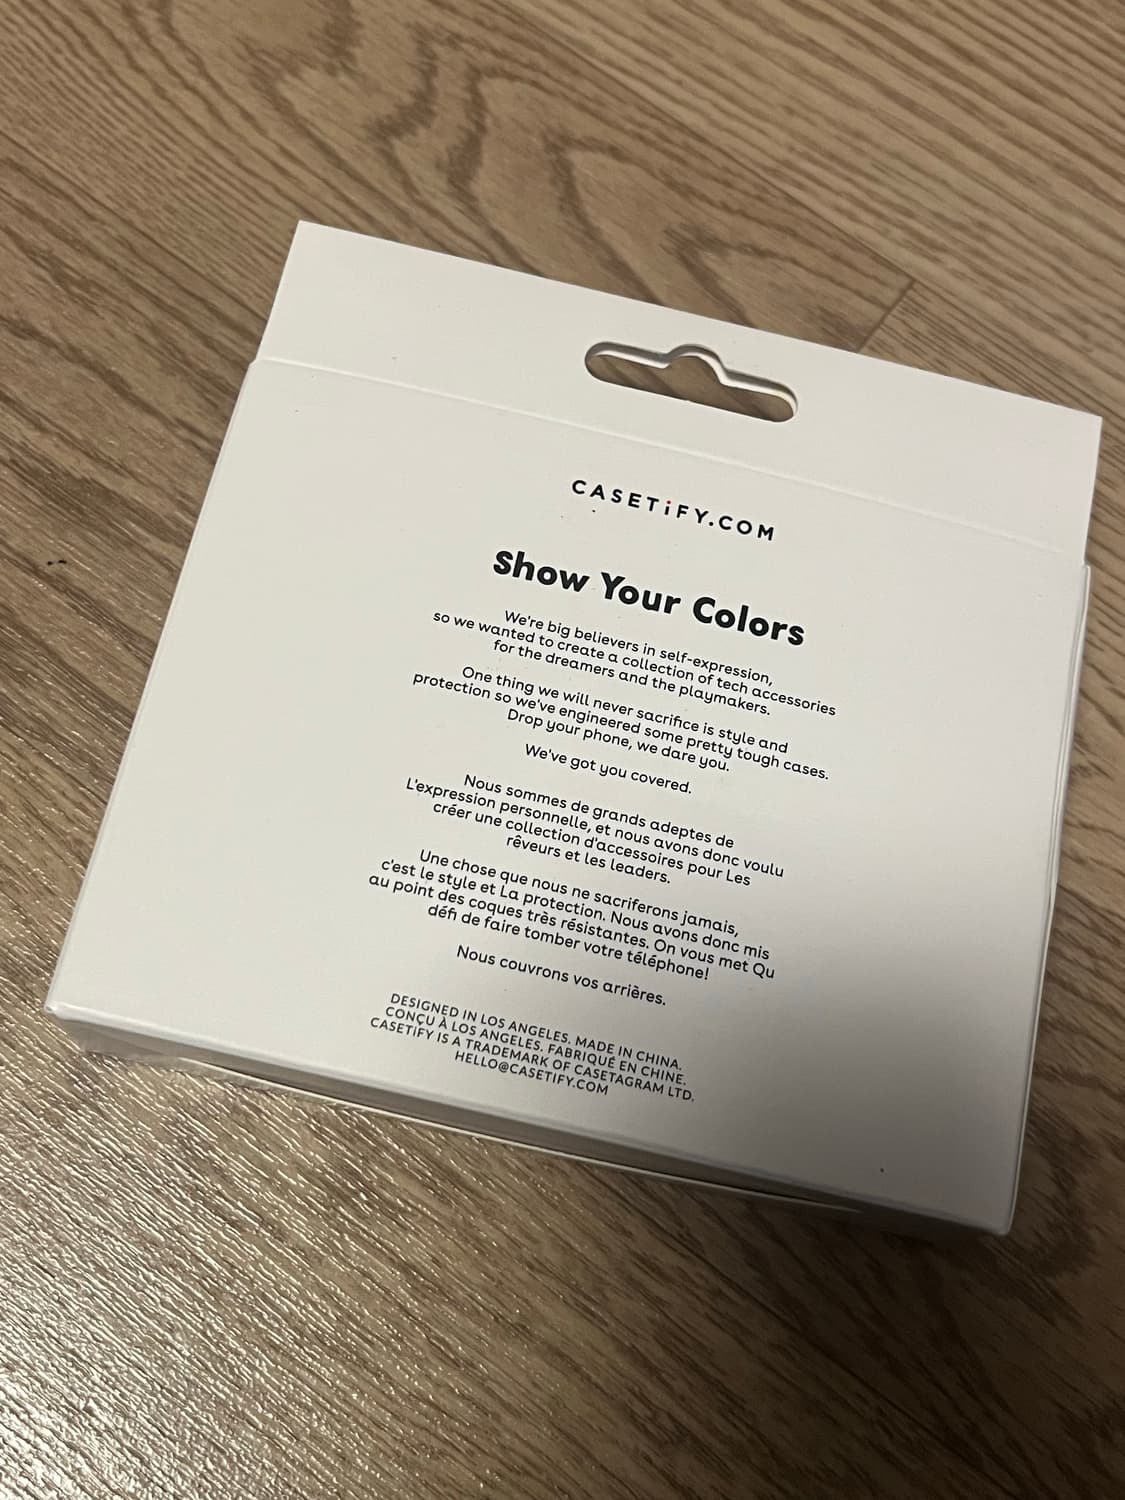 CASETiFY.COM
Show Your Colors
We're big believers in self-expression,
so we wanted to create a collection of tech accessories
for the dreamers and the playmakers.
One thing we will never sacrifice is style and
protection so we've engineered some pretty tough cases.
Drop your phone, we dare you.
We've got you covered.
Nous sommes de grands adeptes de
L'expression personnelle, et nous avons donc voulu
créer une collection d'accessoires pour Les
rêveurs et les leaders.
Une chose que nous ne sacriferons jamais,
c'est le style et La protection. Nous avons donc mis
au point des coques très résistantes. On vous met Qu
défi de faire tomber votre téléphone!
Nous couvrons vos arrières.
DESIGNED IN LOS ANGELES. MADE IN CHINA.
CONÇU À LOS ANGELES. FABRIQUÉ EN CHINE.
CASETiFY IS A TRADEMARK OF CASETAGRAM LTD.
HELLO@CASETIFY.COM